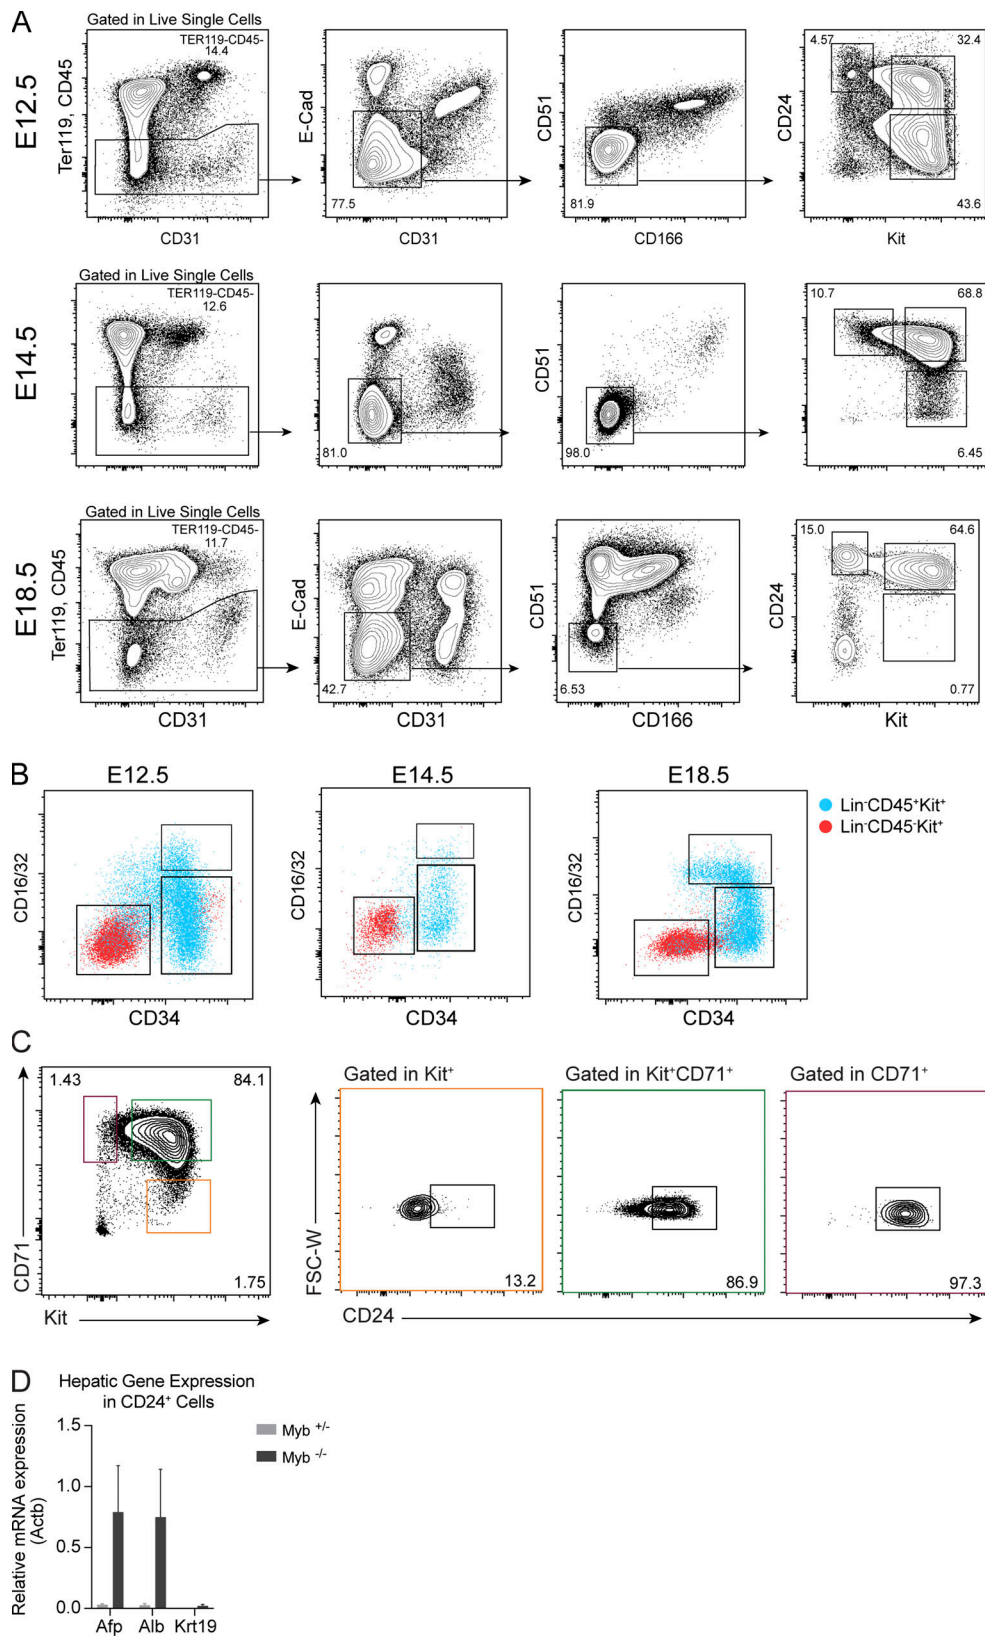 A
Gated in Live Single Cells
TER119-CD45-
14.4
E12.5
Ter119, CD45
CD31
E-Cad
77.5
CD31
CD51
81.9
CD166
4.57
32.4
CD24
43.6
Kit
Gated in Live Single Cells
TER119-CD45-
12.6
E14.5
81.0
CD51
98.0
10.7
68.8
6.45
Gated in Live Single Cells
TER119-CD45-
11.7
E18.5
Ter119, CD45
CD31
E-Cad
42.7
CD31
CD51
6.53
CD166
15.0
64.6
CD24
0.77
Kit
B
E12.5
E14.5
E18.5
CD16/32
CD34
CD16/32
CD34
CD16/32
CD34
Lin⁻CD45⁺Kit⁺
Lin⁻CD45⁻Kit⁺
C
1.43
84.1
CD71
1.75
Kit
Gated in Kit⁺
Gated in Kit⁺CD71⁺
Gated in CD71⁺
FSC-W
13.2
86.9
97.3
CD24
D
Hepatic Gene Expression
in CD24⁺ Cells
Myb +/-
Myb -/-
Relative mRNA expression
(Actb)
1.5
1.0
0.5
0.0
Afp Alb Krt19